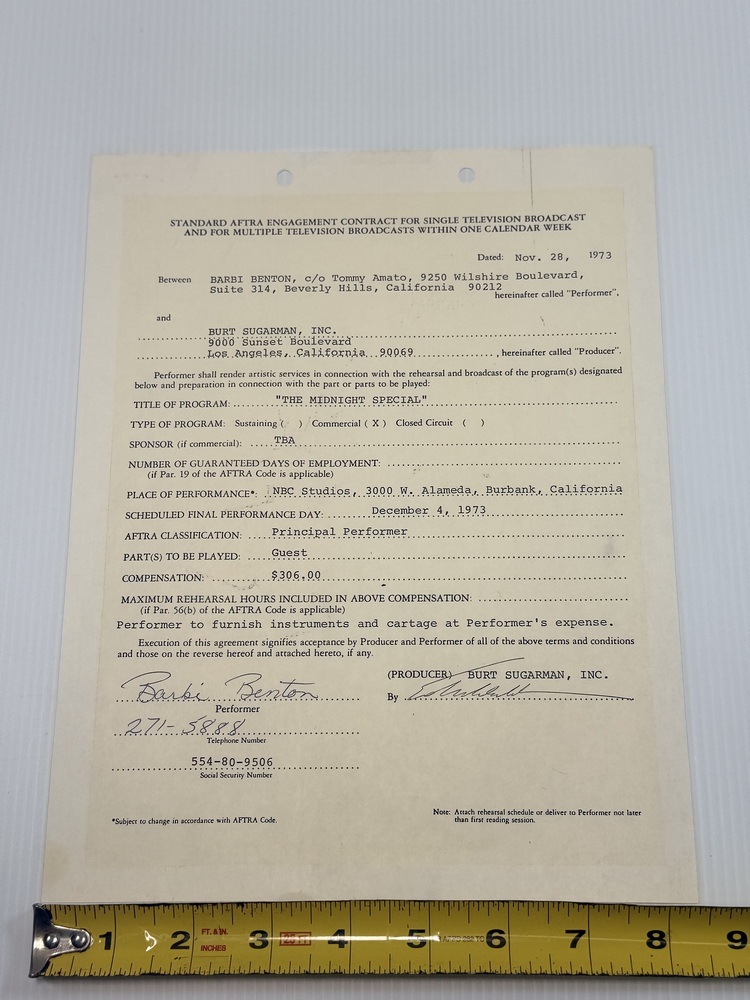 STANDARD AFTRA ENGAGEMENT CONTRACT FOR SINGLE TELEVISION BROADCAST
AND FOR MULTIPLE TELEVISION BROADCASTS WITHIN ONE CALENDAR WEEK
Dated: Nov. 28, 1973
Between BARBI BENTON, c/o Tommy Amato, 9250 Wilshire Boulevard,
Suite 314, Beverly Hills, California 90212
hereinafter called "Performer",
and
BURT SUGARMAN, INC.
9000 Sunset Boulevard
Los Angeles, California 90069, hereinafter called "Producer".
Performer shall render artistic services in connection with the rehearsal and broadcast of the program(s) designated
below and preparation in connection with the part or parts to be played:
TITLE OF PROGRAM: "THE MIDNIGHT SPECIAL"
TYPE OF PROGRAM: Sustaining ( ) Commercial ( X ) Closed Circuit ( )
SPONSOR (if commercial): TBA
NUMBER OF GUARANTEED DAYS OF EMPLOYMENT:
(if Par. 19 of the AFTRA Code is applicable)
PLACE OF PERFORMANCE*: NBC Studios, 3000 W. Alameda, Burbank, California
SCHEDULED FINAL PERFORMANCE DAY: December 4, 1973
AFTRA CLASSIFICATION: Principal Performer
PART(S) TO BE PLAYED: Guest
COMPENSATION: $306.00
MAXIMUM REHEARSAL HOURS INCLUDED IN ABOVE COMPENSATION:
(if Par. 56(b) of the AFTRA Code is applicable)
Performer to furnish instruments and cartage at Performer's expense.
Execution of this agreement signifies acceptance by Producer and Performer of all of the above terms and conditions
and those on the reverse hereof and attached hereto, if any.
(PRODUCER) BURT SUGARMAN, INC.
Barbi Benton
By
Performer
271-5888
Telephone Number
[Social Security number redacted]
Social Security Number
*Subject to change in accordance with AFTRA Code.
Note: Attach rehearsal schedule or deliver to Performer not later
than first reading session.
1 2 3 4 5 6 7 8 9
FT. & IN.
INCHES